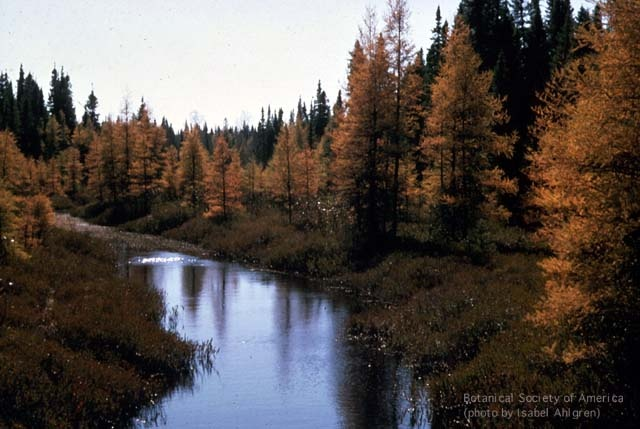 Botanical Society of America
(photo by Isabel Ahlgren)